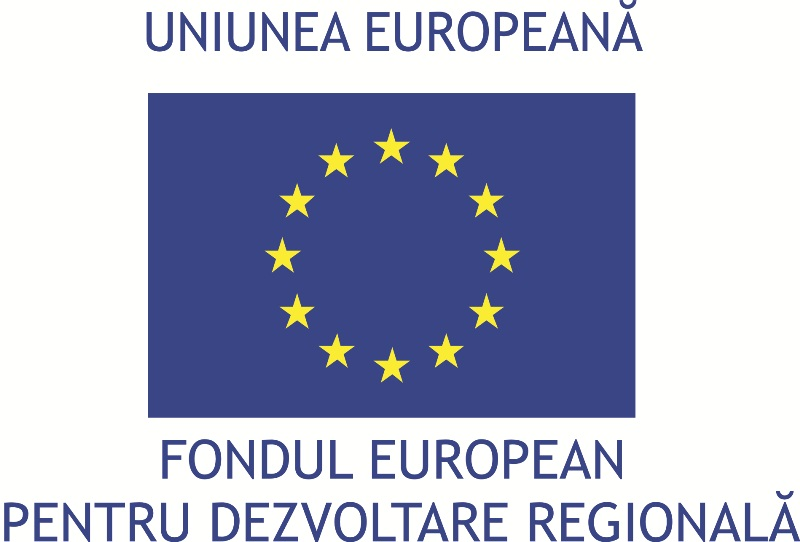 UNIUNEA EUROPEANĂ
FONDUL EUROPEAN
PENTRU DEZVOLTARE REGIONALĂ